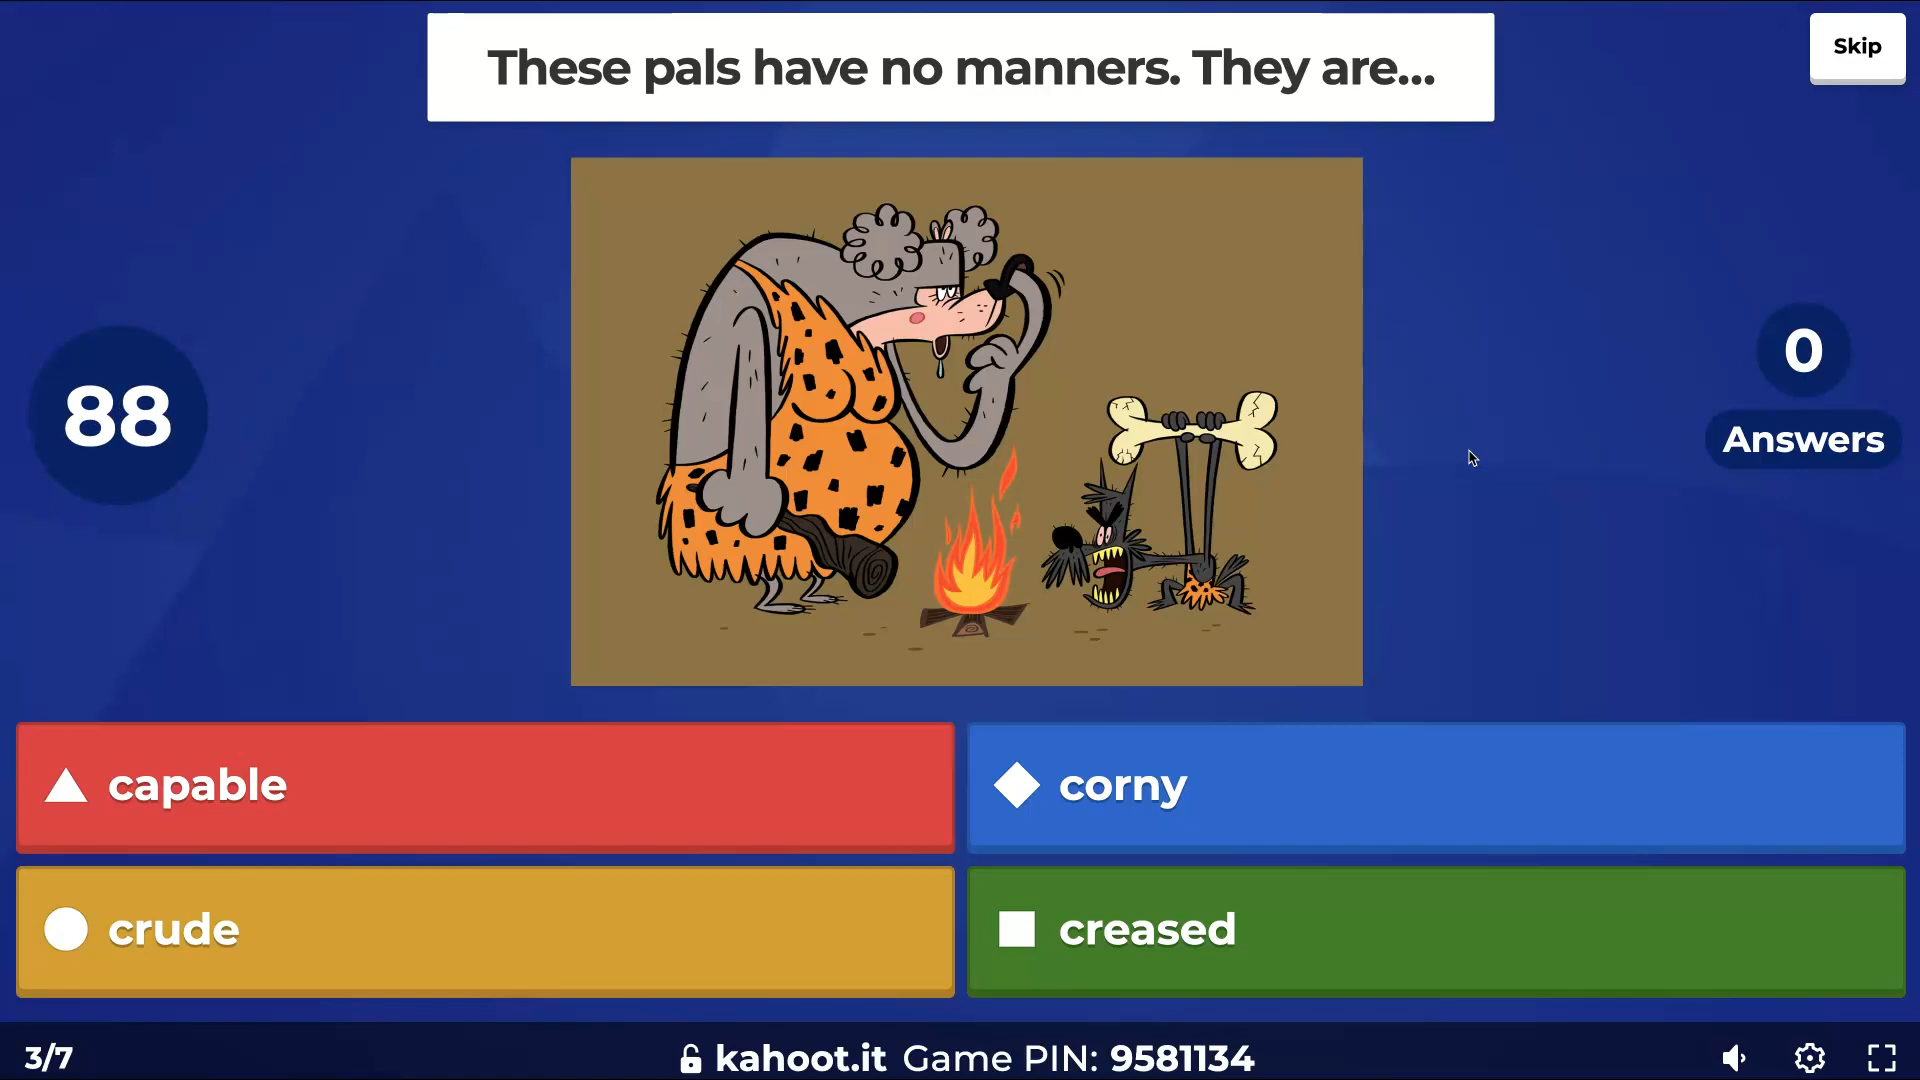 These pals have no manners. They are...
Skip
88
0
Answers
capable
corny
crude
creased
3/7
kahoot.it Game PIN: 9581134